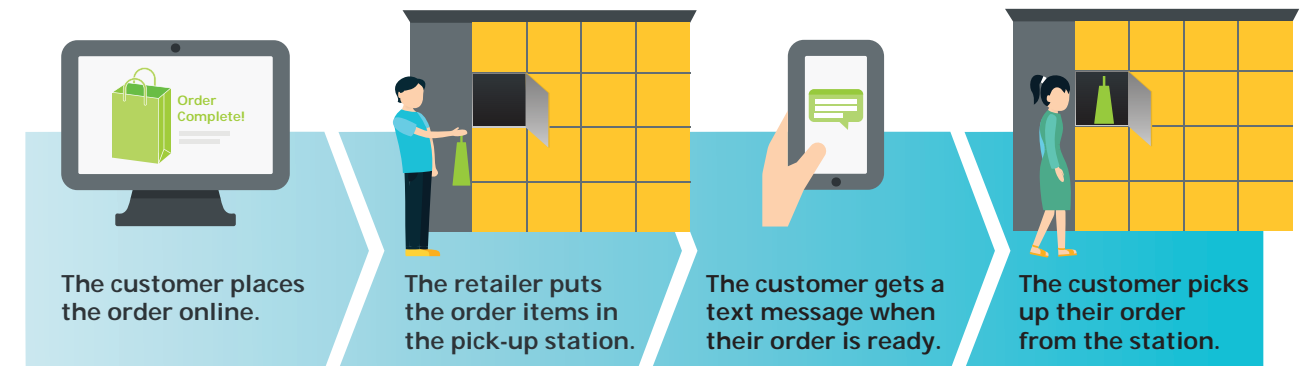 Order
Complete!
The customer places
the order online.
The retailer puts
the order items in
the pick-up station.
The customer gets a
text message when
their order is ready.
The customer picks
up their order
from the station.